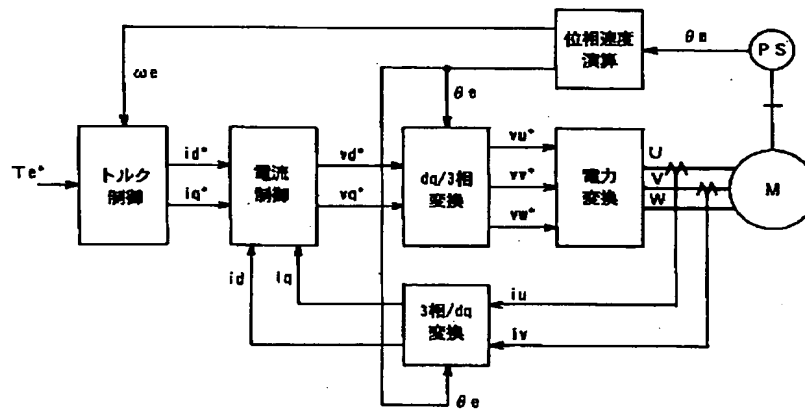 位相速度
演算
θe
PS
ωe
θe
Te*
トルク
制御
id*
iq*
電流
制御
vd*
vq*
dq/3相
変換
vu*
vv*
vw*
電力
変換
U
V
W
M
id
iq
3相/dq
変換
iu
iv
θe